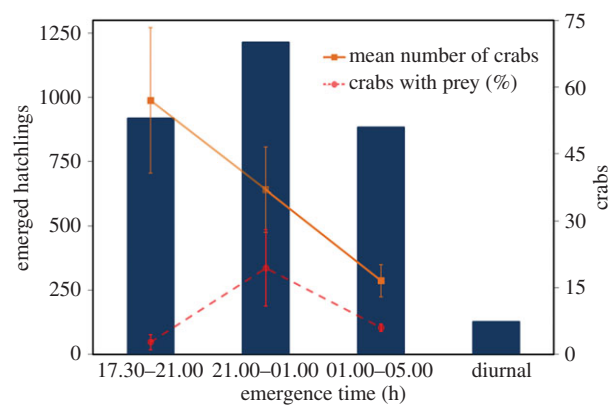 1250
1000
750
500
250
0
emerged hatchlings
mean number of crabs
crabs with prey (%)
75
60
45
30
15
0
crabs
17.30–21.00 21.00–01.00 01.00–05.00 diurnal
emergence time (h)